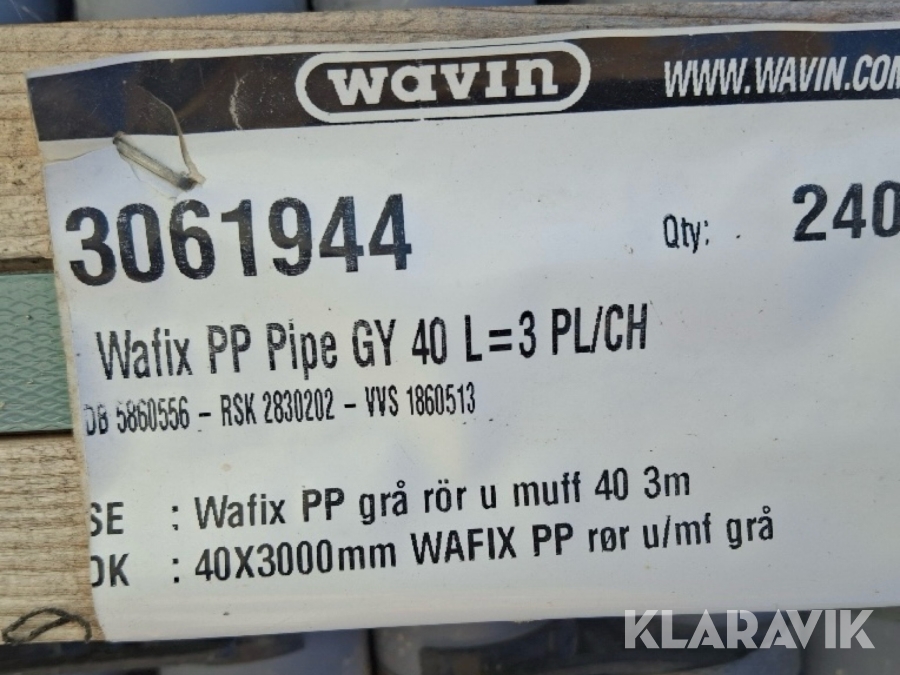 wavin WWW.WAVIN.COM
3061944 Qty: 240
Wafix PP Pipe GY 40 L=3 PL/CH
DB 5860556 - RSK 2830202 - VVS 1860513
SE : Wafix PP grå rör u muff 40 3m
DK : 40X3000mm WAFIX PP rør u/mf grå
KLARAVIK